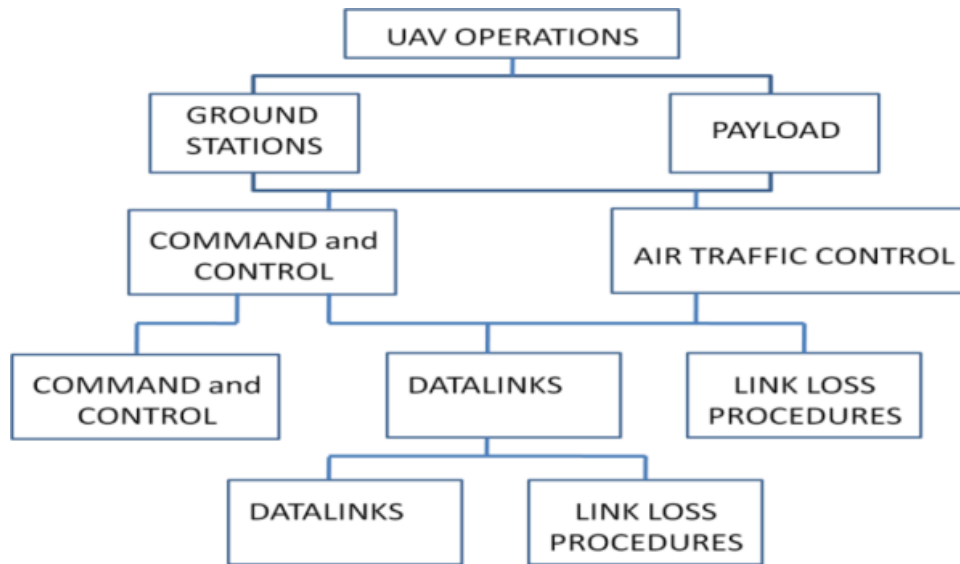 UAV OPERATIONS
GROUND
STATIONS
PAYLOAD
COMMAND and
CONTROL
AIR TRAFFIC CONTROL
COMMAND and
CONTROL
DATALINKS
LINK LOSS
PROCEDURES
DATALINKS
LINK LOSS
PROCEDURES